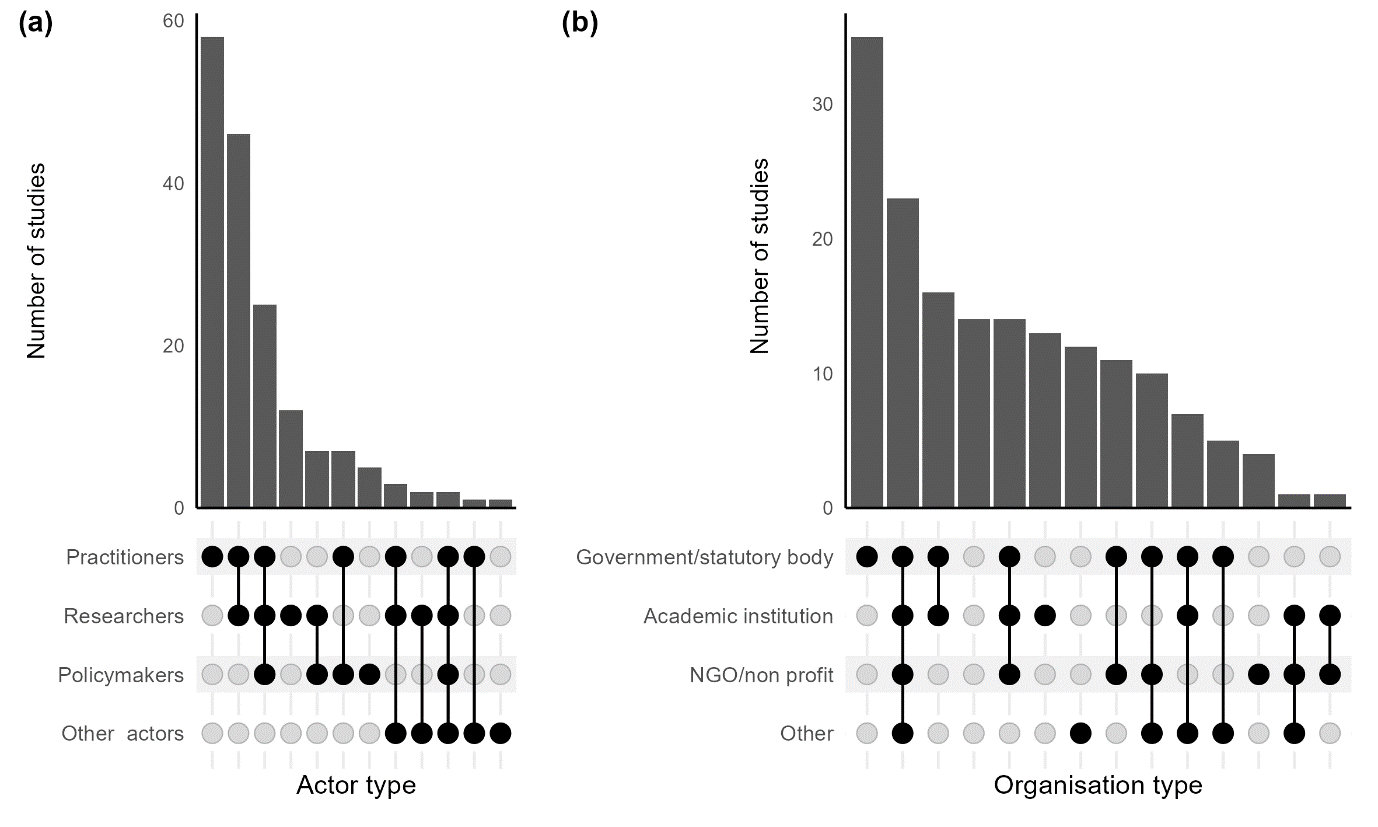 (a)
60
40
20
0
Number of studies
Practitioners
Researchers
Policymakers
Other  actors
Actor type
(b)
30
20
10
0
Number of studies
Government/statutory body
Academic institution
NGO/non profit
Other
Organisation type